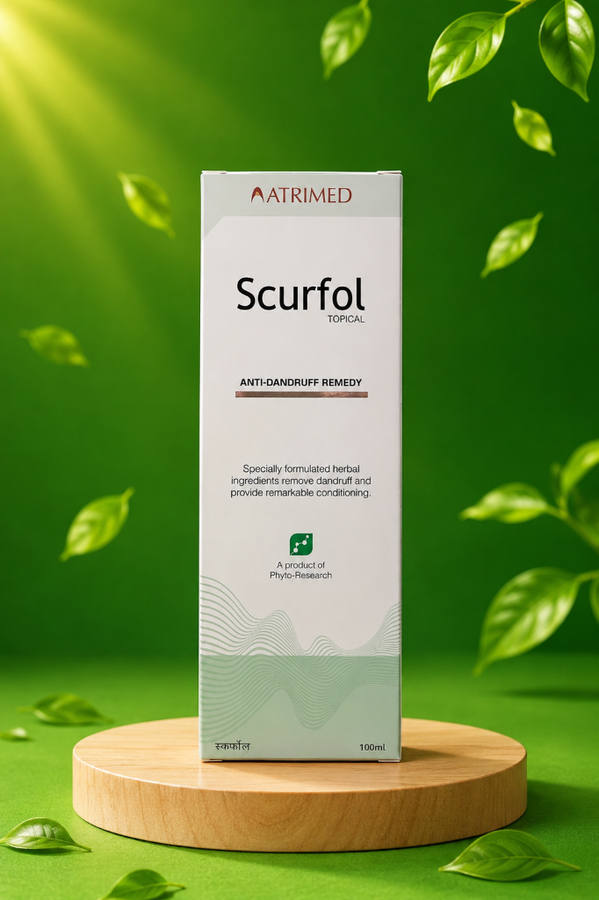 ATRIMED
Scurfol
TOPICAL
ANTI-DANDRUFF REMEDY
Specially formulated herbal
ingredients remove dandruff and
provide remarkable conditioning.
A product of
Phyto-Research
स्कर्फोल
100ml